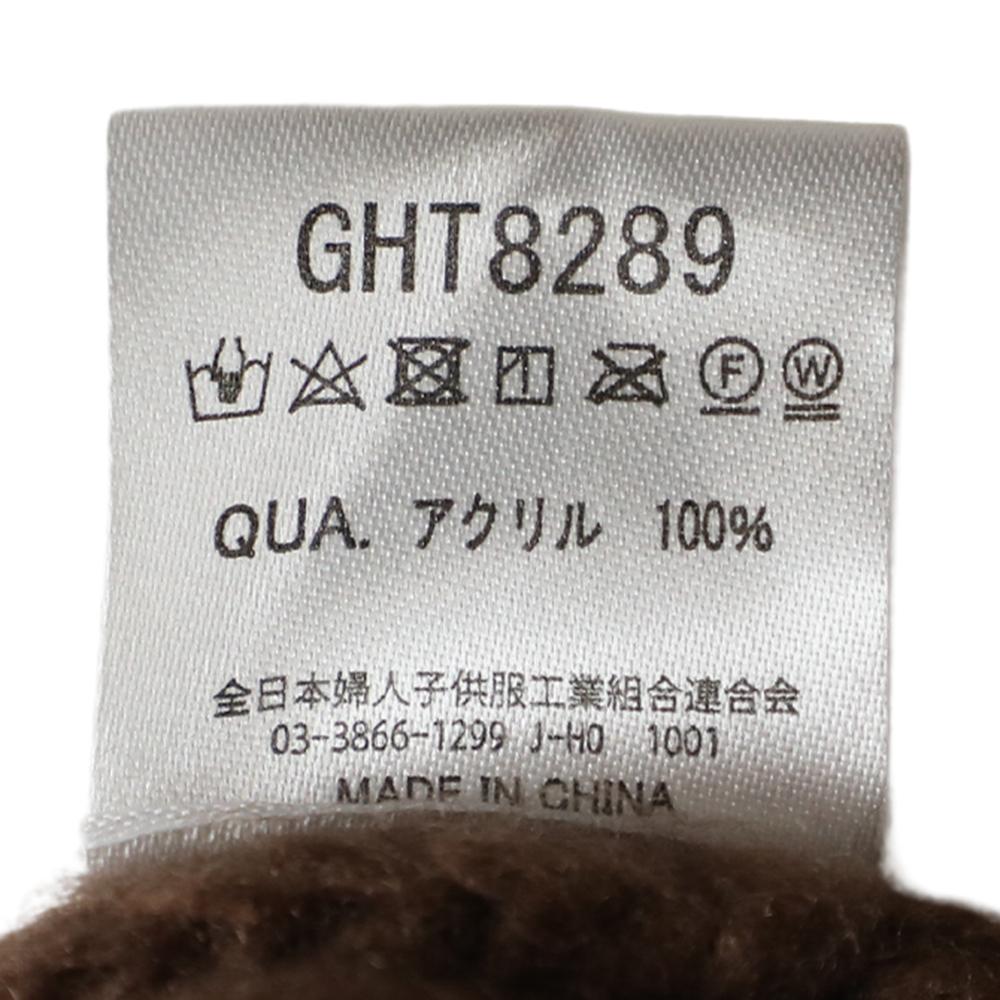 GHT8289
F W
QUA. アクリル 100%
全日本婦人子供服工業組合連合会
03-3866-1299 J-HO 1001
MADE IN CHINA